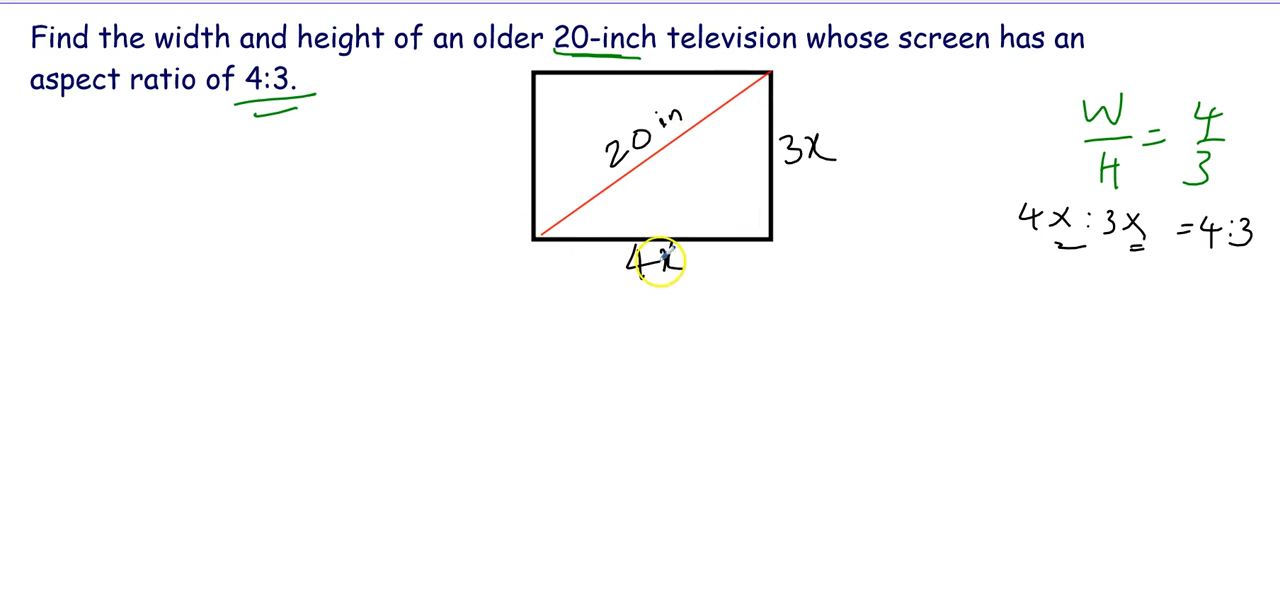 Find the width and height of an older 20-inch television whose screen has an
aspect ratio of 4:3.
20 in
3x
4x
W/H = 4/3
4x : 3x = 4:3